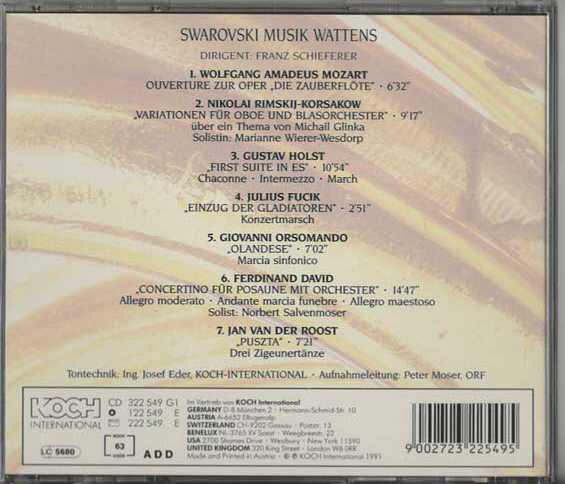 SWAROVSKI MUSIK WATTENS
DIRIGENT: FRANZ SCHIEFERER
1. WOLFGANG AMADEUS MOZART
OUVERTURE ZUR OPER „DIE ZAUBERFLÖTE" · 6'32"
2. NIKOLAI RIMSKIJ-KORSAKOW
„VARIATIONEN FÜR OBOE UND BLASORCHESTER" · 9'17"
über ein Thema von Michail Glinka
Solistin: Marianne Wierer-Wesdorp
3. GUSTAV HOLST
„FIRST SUITE IN ES" · 10'54"
Chaconne · Intermezzo · March
4. JULIUS FUCIK
„EINZUG DER GLADIATOREN" · 2'51"
Konzertmarsch
5. GIOVANNI ORSOMANDO
„OLANDESE" · 7'02"
Marcia sinfonico
6. FERDINAND DAVID
„CONCERTINO FÜR POSAUNE MIT ORCHESTER" · 14'47"
Allegro moderato · Andante marcia funebre · Allegro maestoso
Solist: Norbert Salvenmoser
7. JAN VAN DER ROOST
„PUSZTA" · 7'21"
Drei Zigeunertänze
Tontechnik: Ing. Josef Eder, KOCH-INTERNATIONAL · Aufnahmeleitung: Peter Moser, ORF
KOCH
INTERNATIONAL
CD 322 549 G1
122 549 E
222 549 E
LC 5680
KOCH
63
ADD
Im Vertrieb von KOCH International
GERMANY D-8 München 2 · Hermann-Schmid-Str. 10
AUSTRIA A-6652 Elbigenalp
SWITZERLAND CH-9202 Gossau · Poststr. 13
BENELUX NL-3765 XV Soest · Weegbreestr. 22
USA 2700 Shames Drive · Westbury · New York 11590
UNITED KINGDOM 320 King Street · London W6 0RR
Made and Printed in Austria · © ℗ KOCH International 1991
9 002723 225495